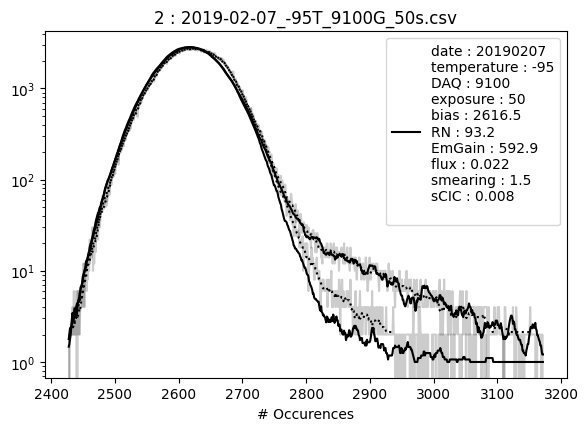 2 : 2019-02-07_-95T_9100G_50s.csv
date : 20190207
temperature : -95
DAQ : 9100
exposure : 50
bias : 2616.5
RN : 93.2
EmGain : 592.9
flux : 0.022
smearing : 1.5
sCIC : 0.008
10³
10²
10¹
10⁰
2400 2500 2600 2700 2800 2900 3000 3100 3200
# Occurences